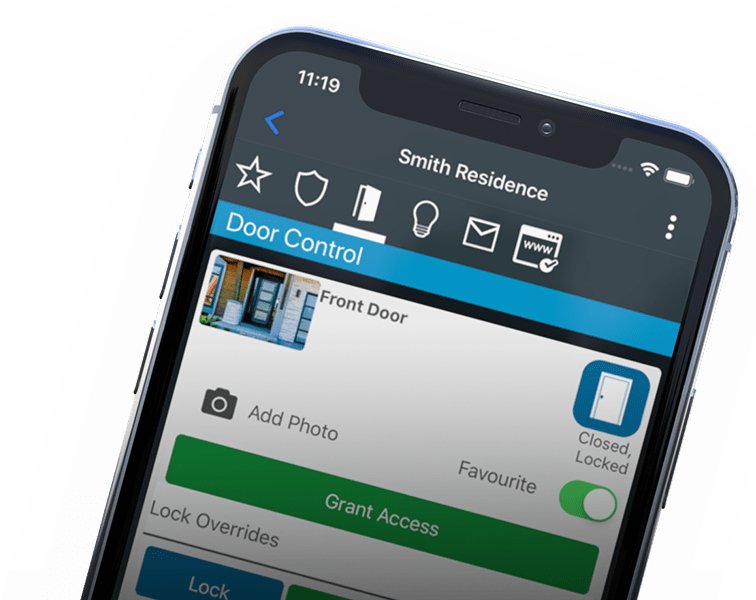 11:19
Smith Residence
www
Door Control
Front Door
Closed,
Locked
Add Photo
Favourite
Grant Access
Lock Overrides
Lock